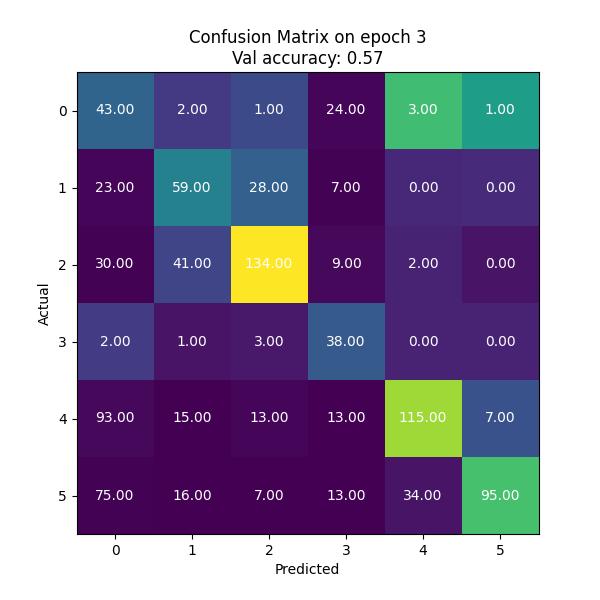 Confusion Matrix on epoch 3
Val accuracy: 0.57
0 43.00 2.00 1.00 24.00 3.00 1.00
1 23.00 59.00 28.00 7.00 0.00 0.00
2 30.00 41.00 134.00 9.00 2.00 0.00
Actual
3 2.00 1.00 3.00 38.00 0.00 0.00
4 93.00 15.00 13.00 13.00 115.00 7.00
5 75.00 16.00 7.00 13.00 34.00 95.00
0 1 2 3 4 5
Predicted